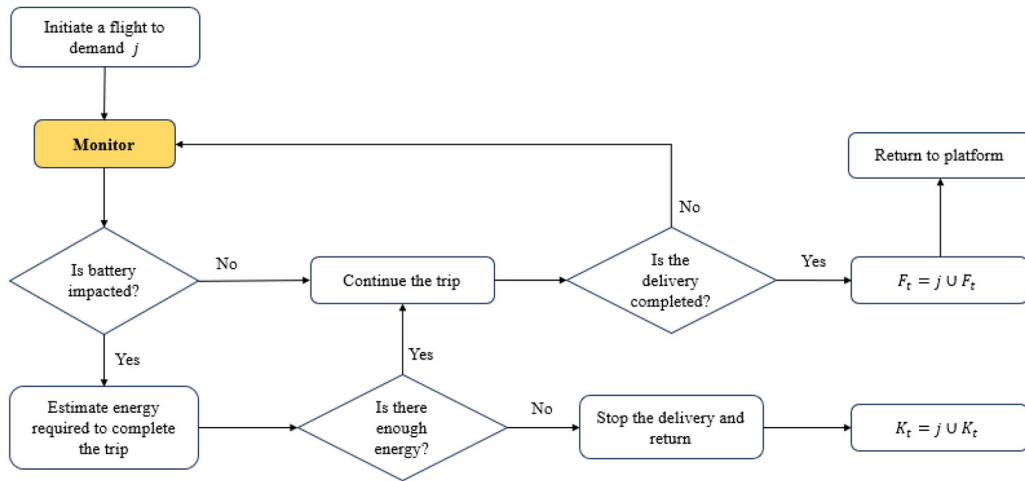 Initiate a flight to
demand j
Monitor
Return to platform
No
Is battery
impacted?
No
Continue the trip
Is the
delivery
completed?
Yes
F_t = j ∪ F_t
Yes
Yes
Estimate energy
required to complete
the trip
Is there
enough
energy?
No
Stop the delivery and
return
K_t = j ∪ K_t